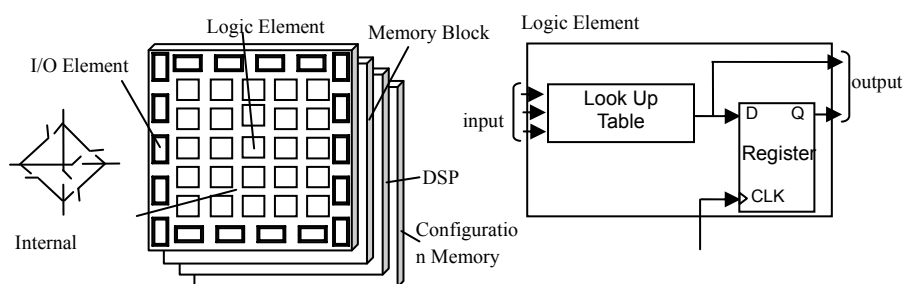 Logic Element
Memory Block
I/O Element
Internal
DSP
Configuratio
n Memory
Logic Element
input
Look Up
Table
D Q
Register
CLK
output